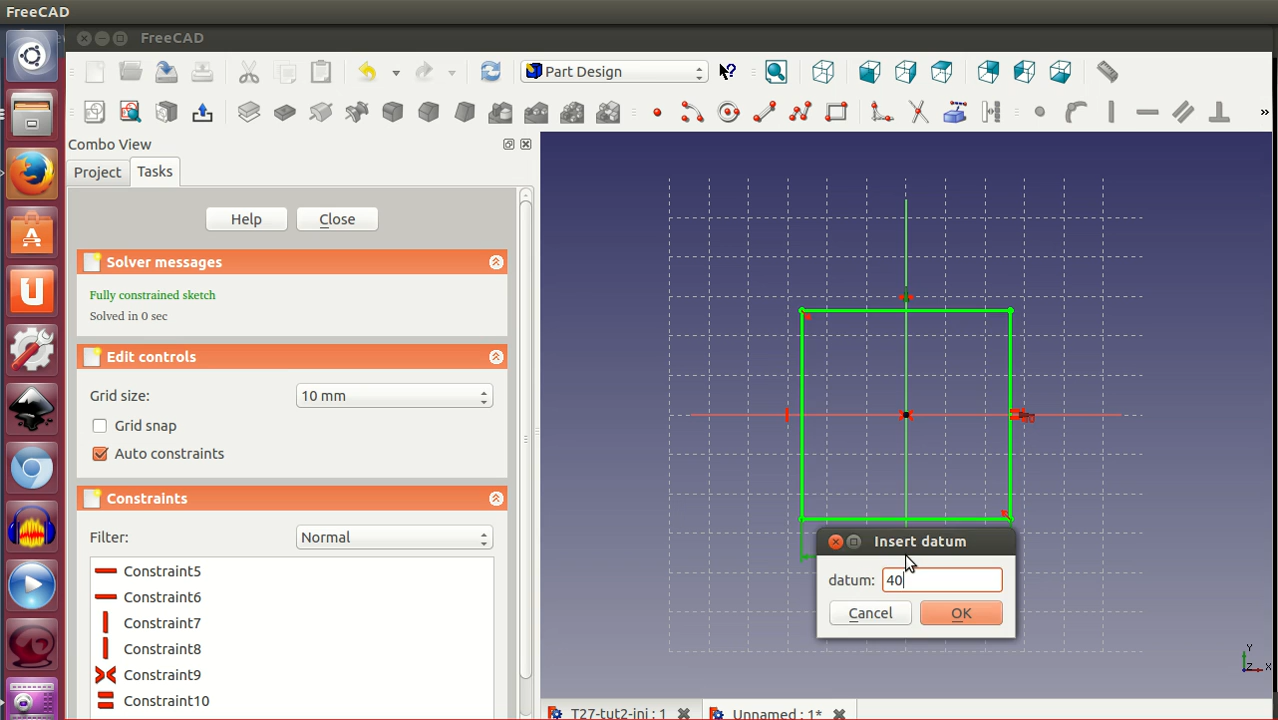 FreeCAD
FreeCAD
Part Design
Combo View
Project Tasks
Help Close
Solver messages
Fully constrained sketch
Solved in 0 sec
Edit controls
Grid size: 10 mm
Grid snap
Auto constraints
Constraints
Filter: Normal
Constraint5
Constraint6
Constraint7
Constraint8
Constraint9
Constraint10
Insert datum
datum: 40
Cancel OK
Y
Z X
T27-tut2-ini : 1
Unnamed : 1*